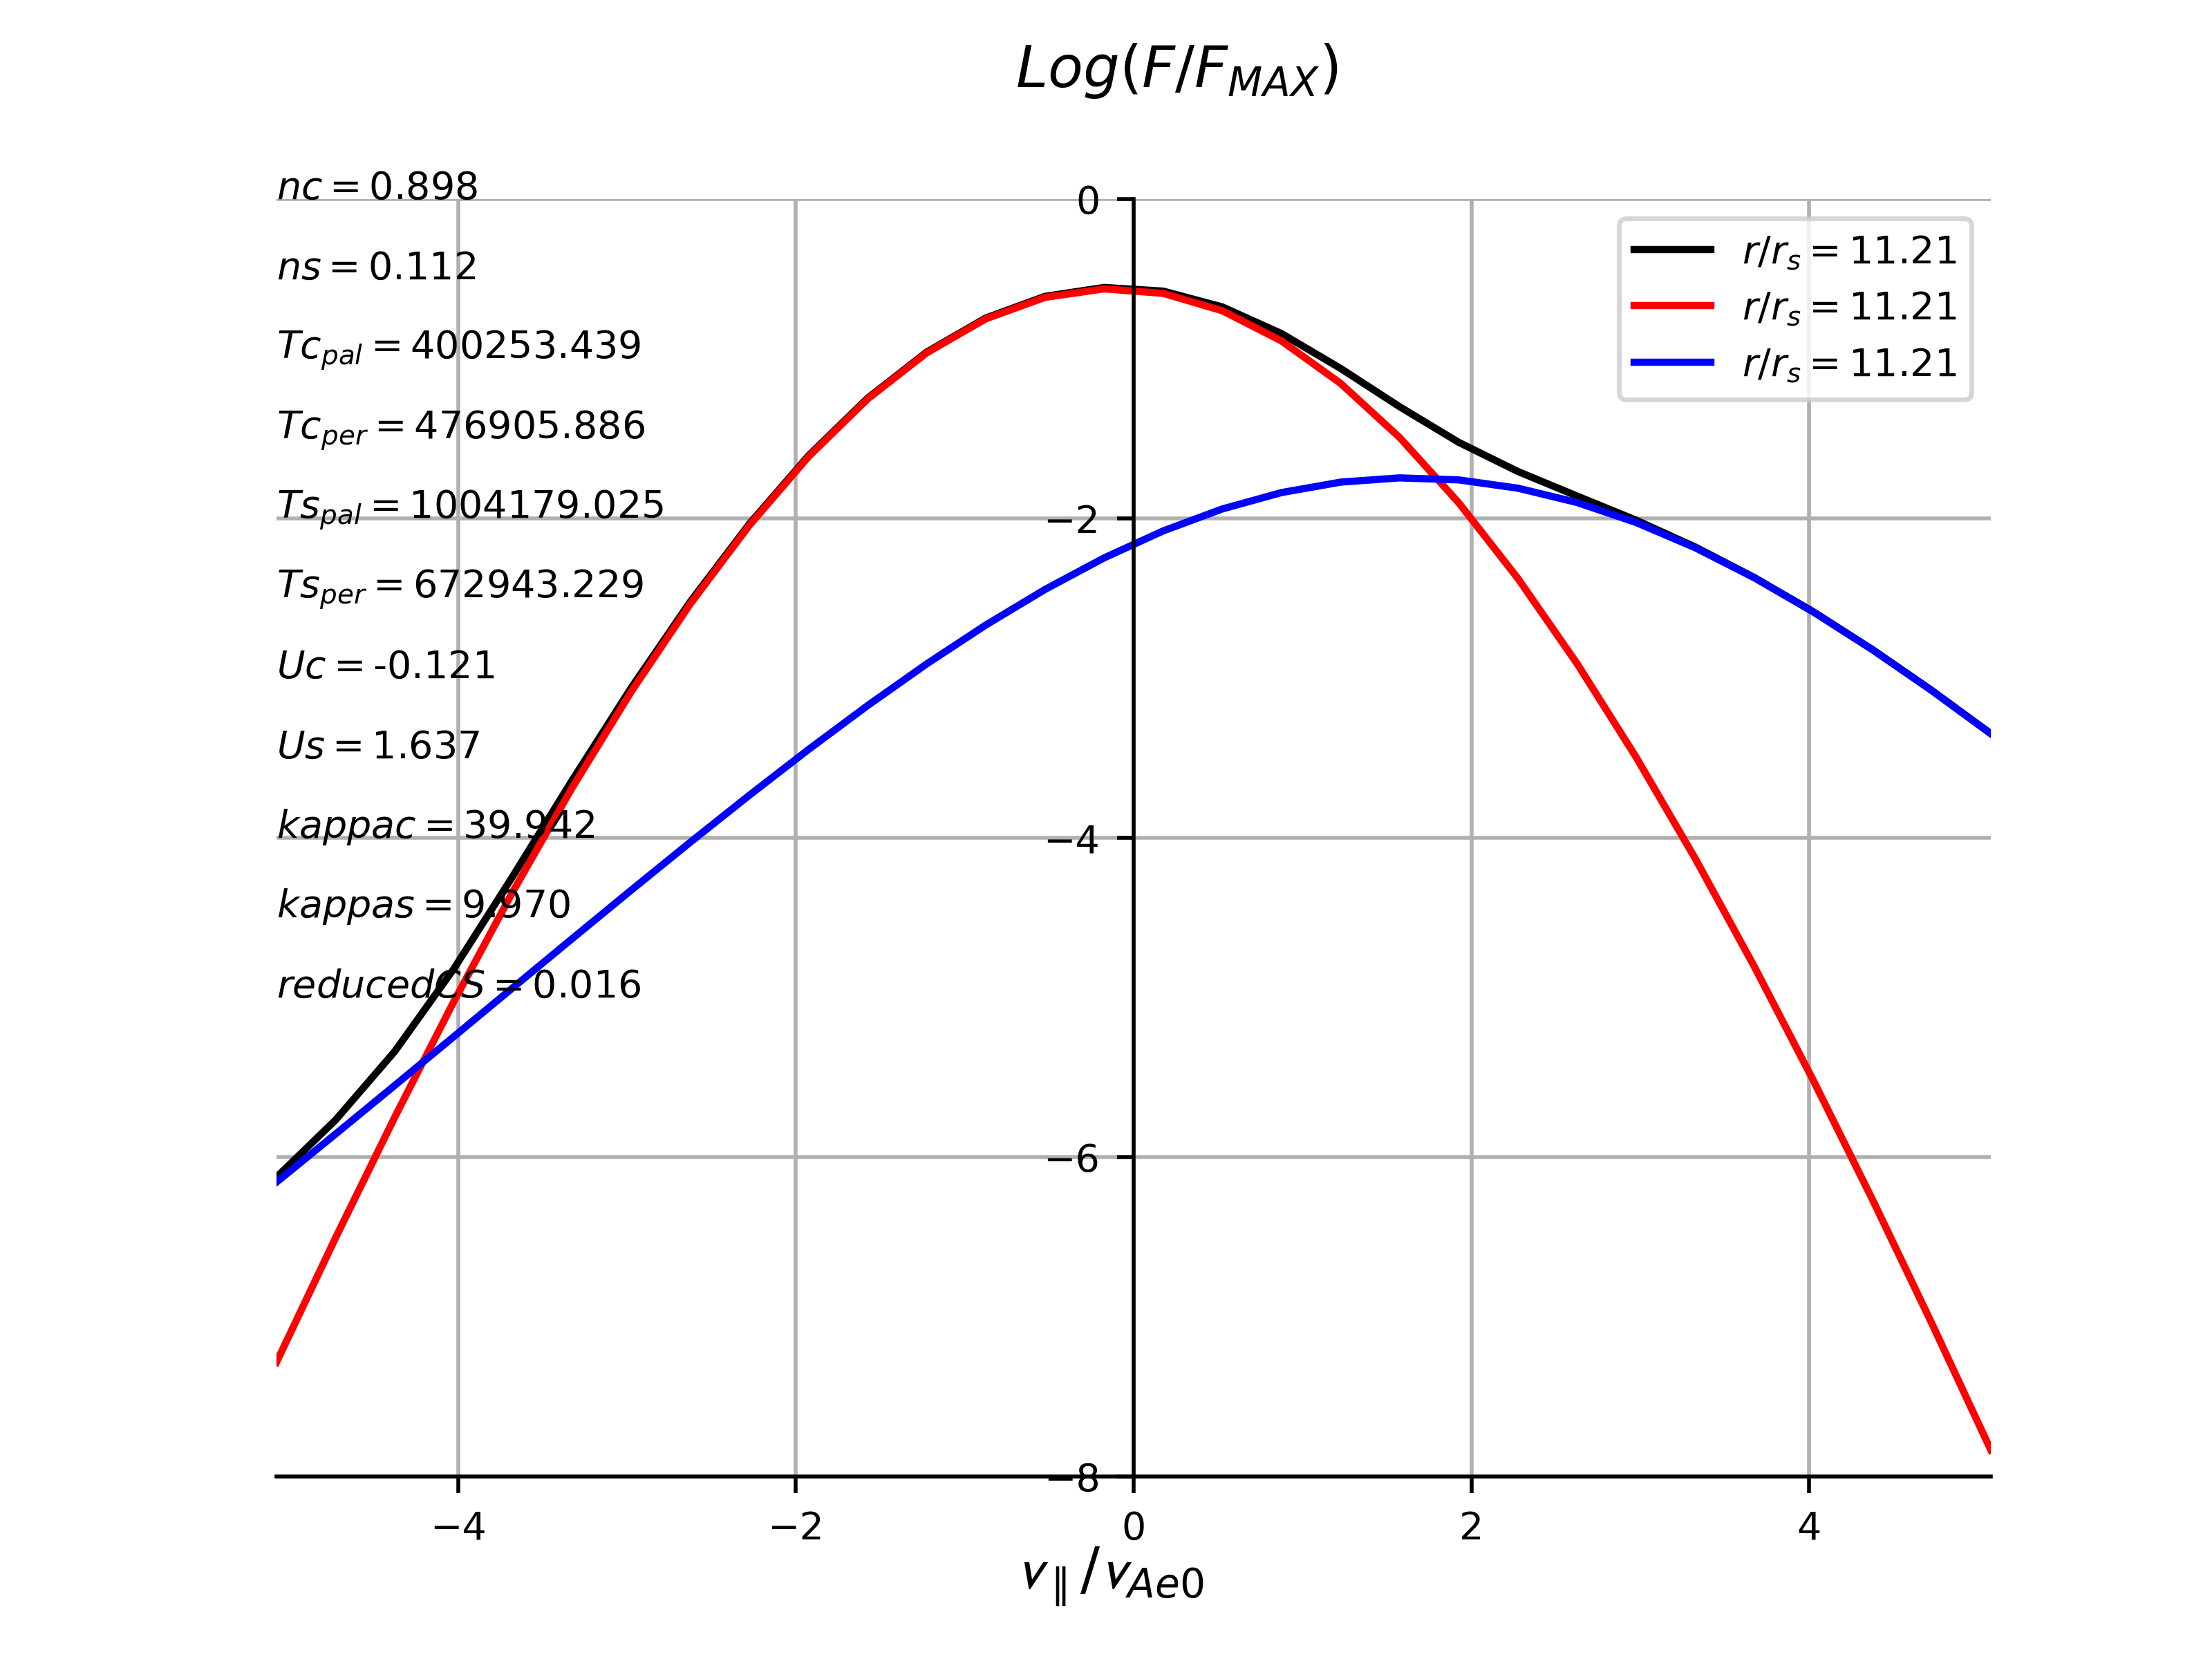 Log(F/F_MAX)
nc = 0.898
ns = 0.112
Tc_pal = 400253.439
Tc_per = 476905.886
Ts_pal = 1004179.025
Ts_per = 672943.229
Uc = -0.121
Us = 1.637
kappac = 39.942
kappas = 9.970
reducedCS = 0.016
0
−2
−4
−6
−8
r/r_s = 11.21
r/r_s = 11.21
r/r_s = 11.21
−4 −2 0 2 4
v_∥/v_Ae0